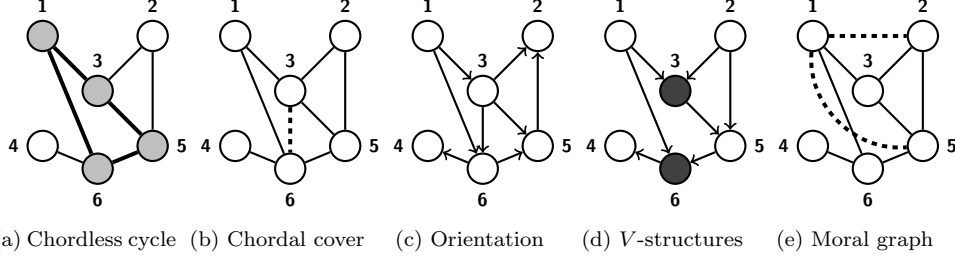 1 2 1 2 1 2 1 2 1 2
3 3 3 3 3
4 5 4 5 4 5 4 5 4 5
6 6 6 6 6
a) Chordless cycle (b) Chordal cover (c) Orientation (d) V-structures (e) Moral graph